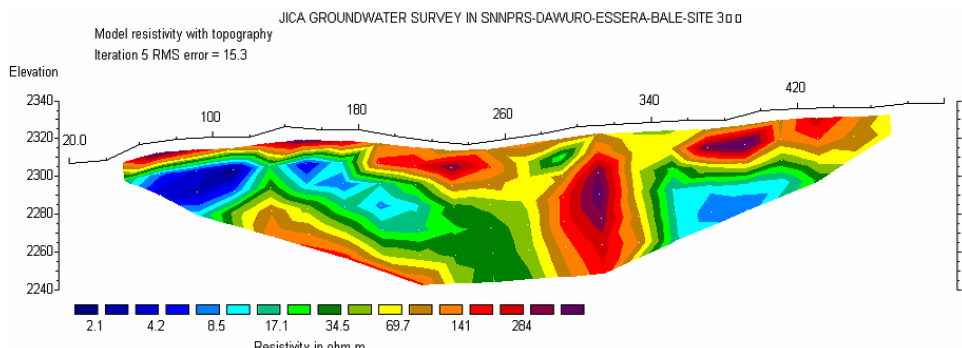 JICA GROUNDWATER SURVEY IN SNNPRS-DAWURO-ESSERA-BALE-SITE 3▯▯
Model resistivity with topography
Iteration 5 RMS error = 15.3
Elevation
2340
2320
2300
2280
2260
2240
20.0
100
180
260
340
420
2.1 4.2 8.5 17.1 34.5 69.7 141 284
Resistivity in ohm.m